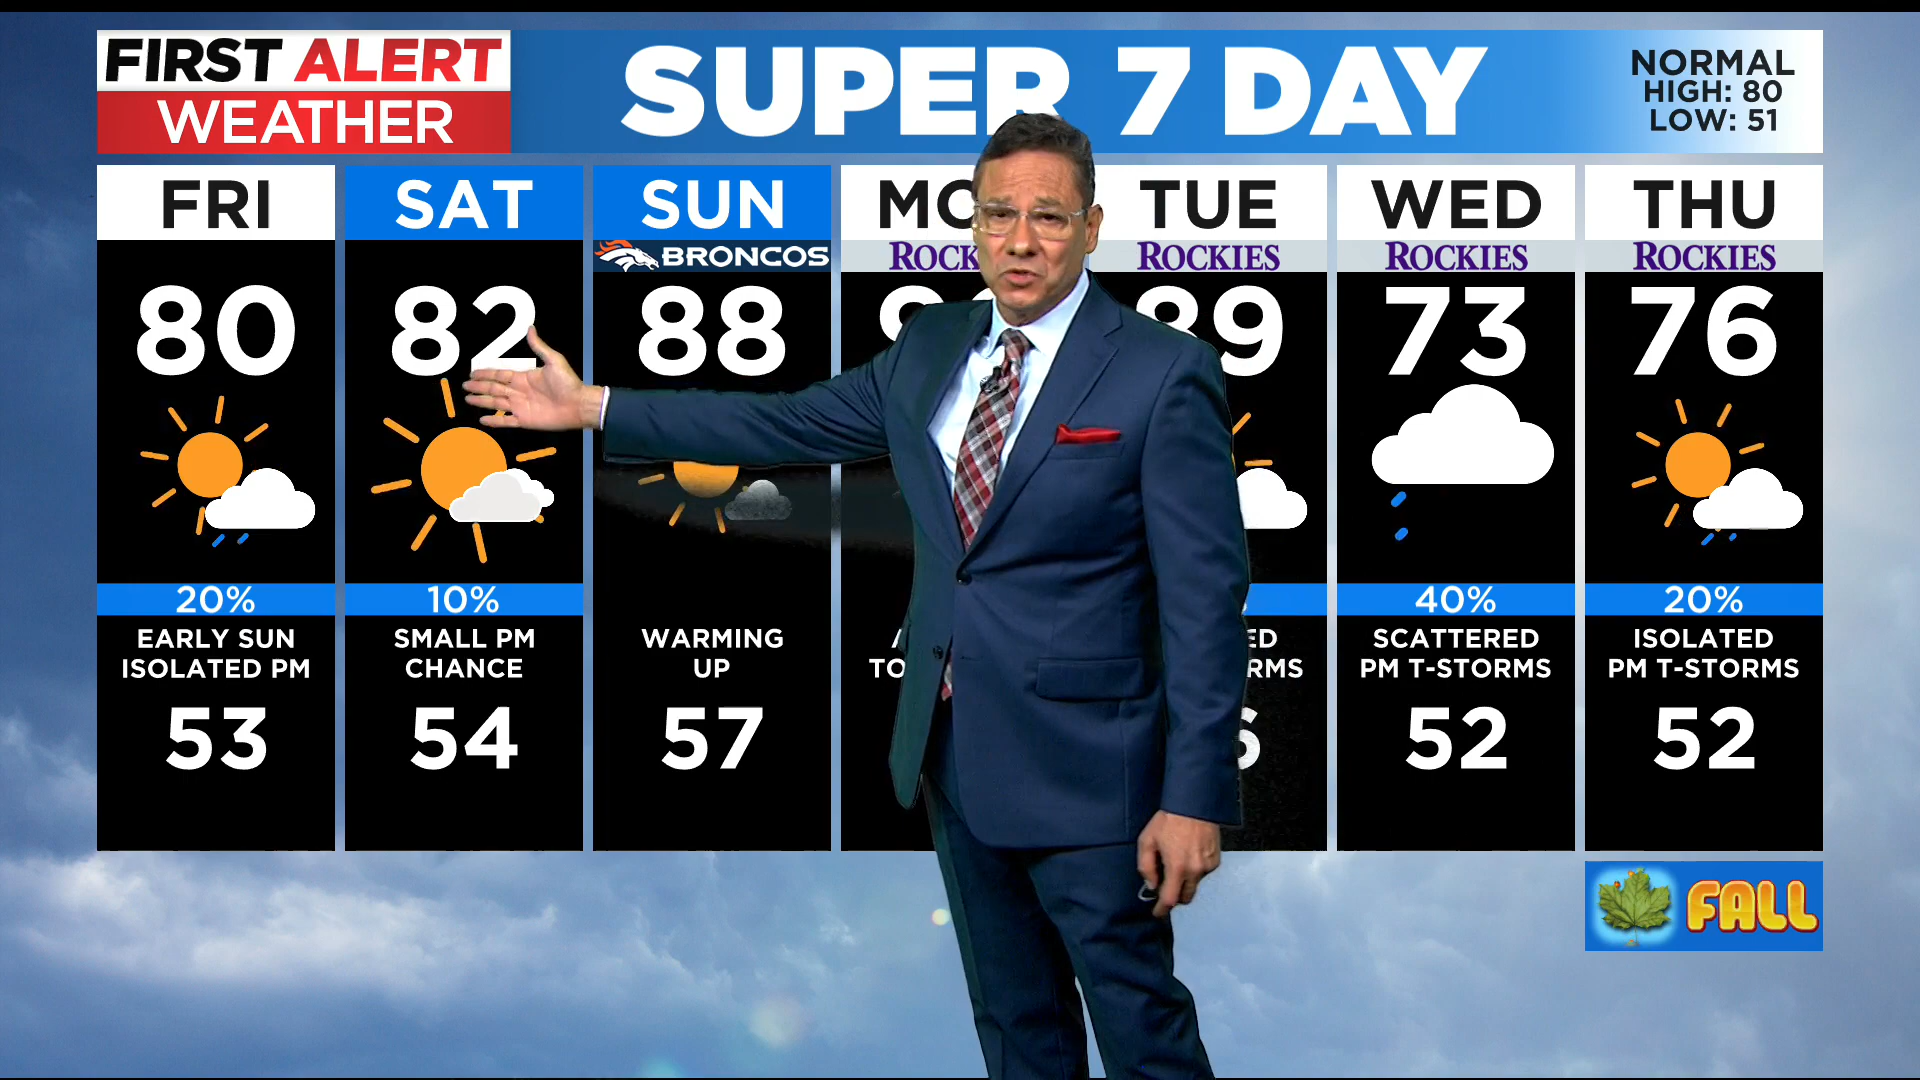 FIRST ALERT
WEATHER
SUPER 7 DAY
NORMAL
HIGH: 80
LOW: 51
FRI
SAT
SUN
TUE
WED
THU
BRONCOS
ROCKIES
ROCKIES
ROCKIES
80
82
88
73
76
20%
10%
40%
20%
EARLY SUN
ISOLATED PM
SMALL PM
CHANCE
WARMING
UP
SCATTERED
PM T-STORMS
ISOLATED
PM T-STORMS
53
54
57
52
52
FALL